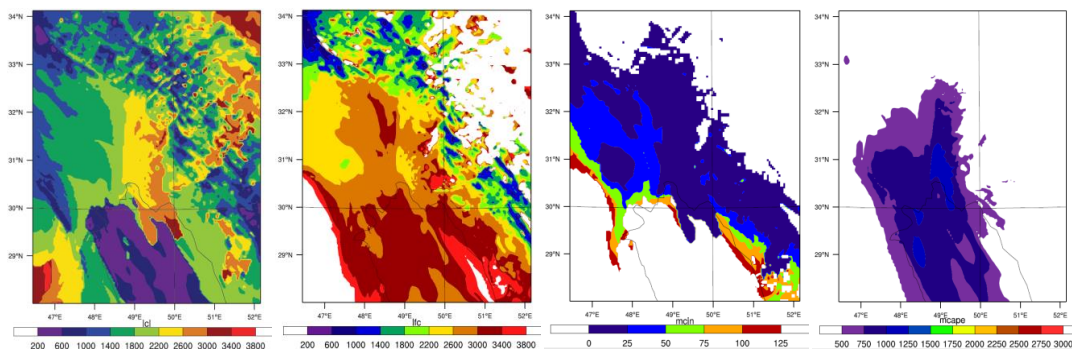 34°N
33°N
32°N
31°N
30°N
29°N
47°E 48°E 49°E 50°E 51°E 52°E
lcl
200 600 1000 1400 1800 2200 2600 3000 3400 3800
34°N
33°N
32°N
31°N
30°N
29°N
47°E 48°E 49°E 50°E 51°E 52°E
lfc
200 600 1000 1400 1800 2200 2600 3000 3400 3800
34°N
33°N
32°N
31°N
30°N
29°N
47°E 48°E 49°E 50°E 51°E 52°E
mcin
0 25 50 75 100 125
34°N
33°N
32°N
31°N
30°N
29°N
47°E 48°E 49°E 50°E 51°E 52°E
mcape
500 750 1000 1250 1500 1750 2000 2250 2500 2750 3000